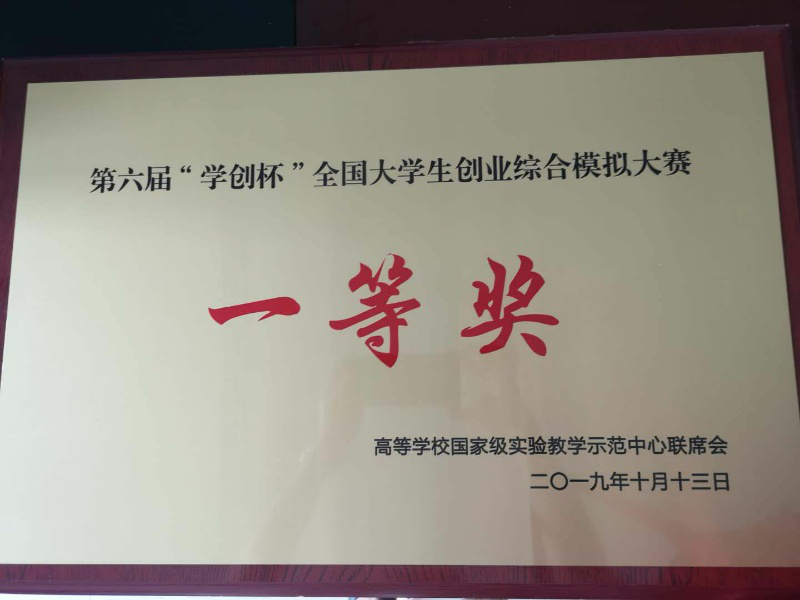 第六届“学创杯”全国大学生创业综合模拟大赛
一等奖
高等学校国家级实验教学示范中心联席会
二〇一九年十月十三日